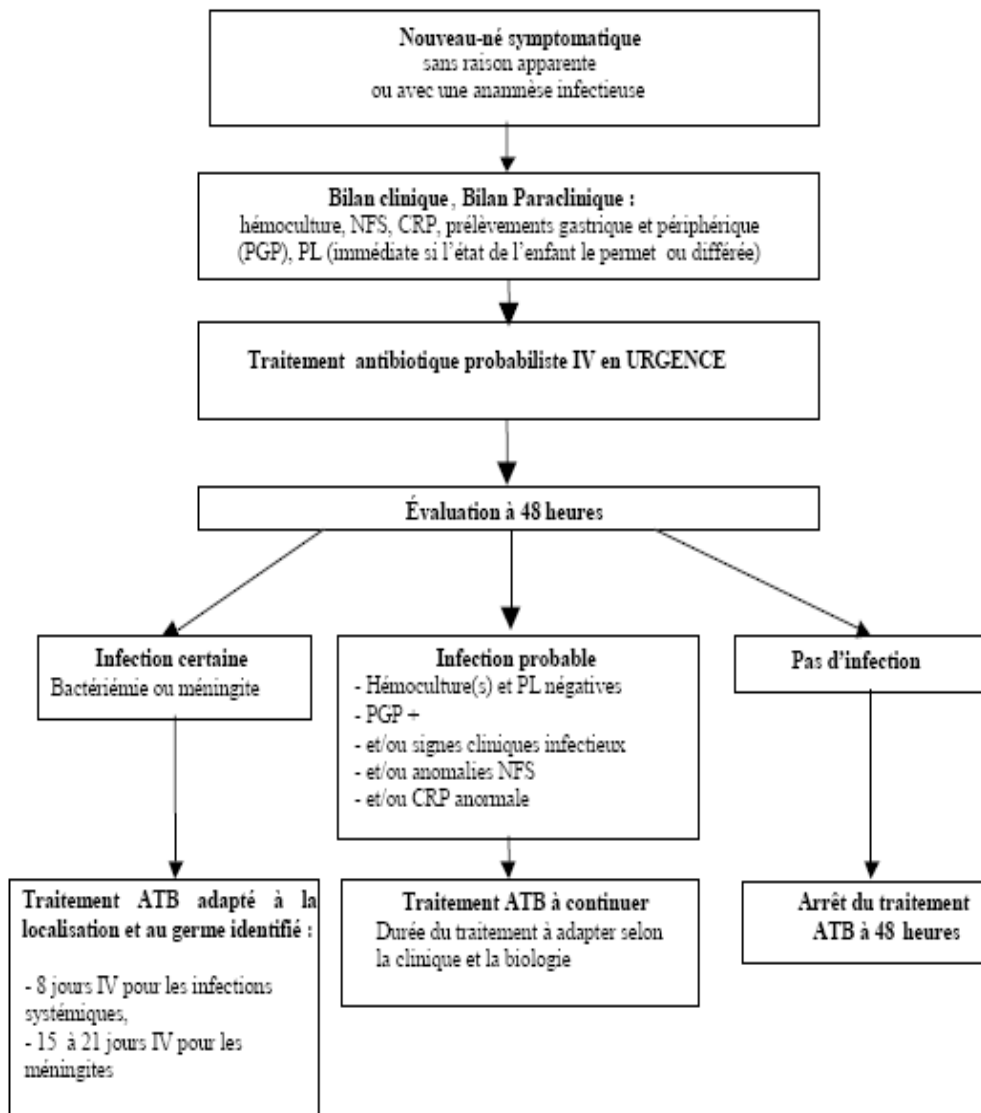 Nouveau-né symptomatique
sans raison apparente
ou avec une anamnèse infectieuse
Bilan clinique, Bilan Paraclinique :
hémoculture, NFS, CRP, prélèvements gastrique et périphérique
(PGP), PL (immédiate si l’état de l’enfant le permet ou différée)
Traitement antibiotique probabiliste IV en URGENCE
Évaluation à 48 heures
Infection certaine
Bactériémie ou méningite
Infection probable
- Hémoculture(s) et PL négatives
- PGP +
- et/ou signes cliniques infectieux
- et/ou anomalies NFS
- et/ou CRP anormale
Pas d’infection
Traitement ATB adapté à la
localisation et au germe identifié :
- 8 jours IV pour les infections
systémiques,
- 15 à 21 jours IV pour les
méningites
Traitement ATB à continuer
Durée du traitement à adapter selon
la clinique et la biologie
Arrêt du traitement
ATB à 48 heures